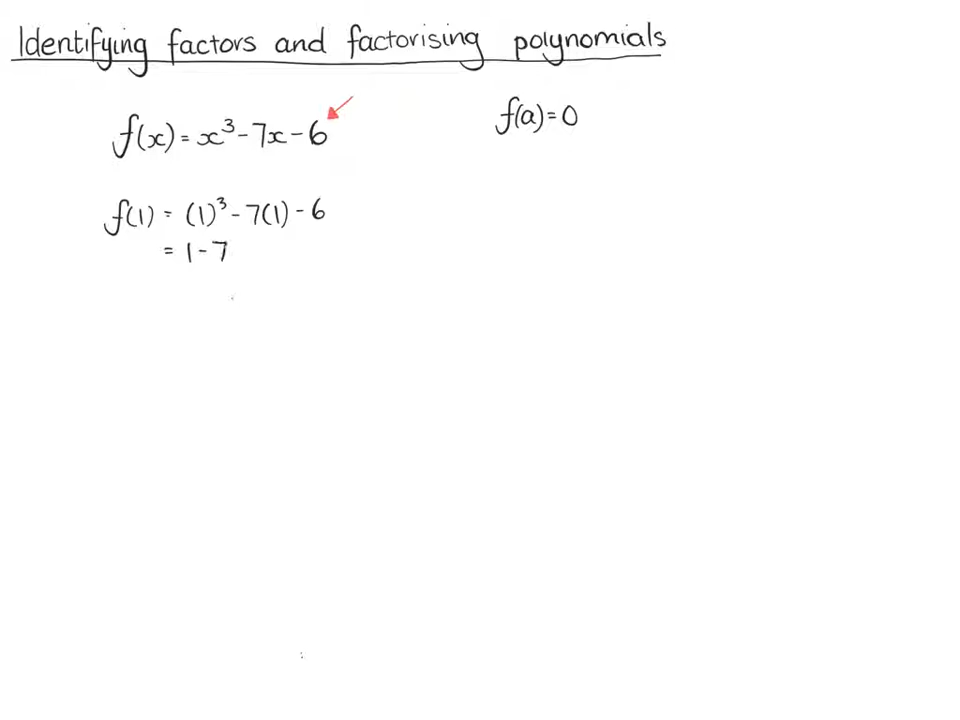 Identifying factors and factorising polynomials
f(x) = x³ - 7x - 6
f(a) = 0
f(1) = (1)³ - 7(1) - 6
= 1 - 7